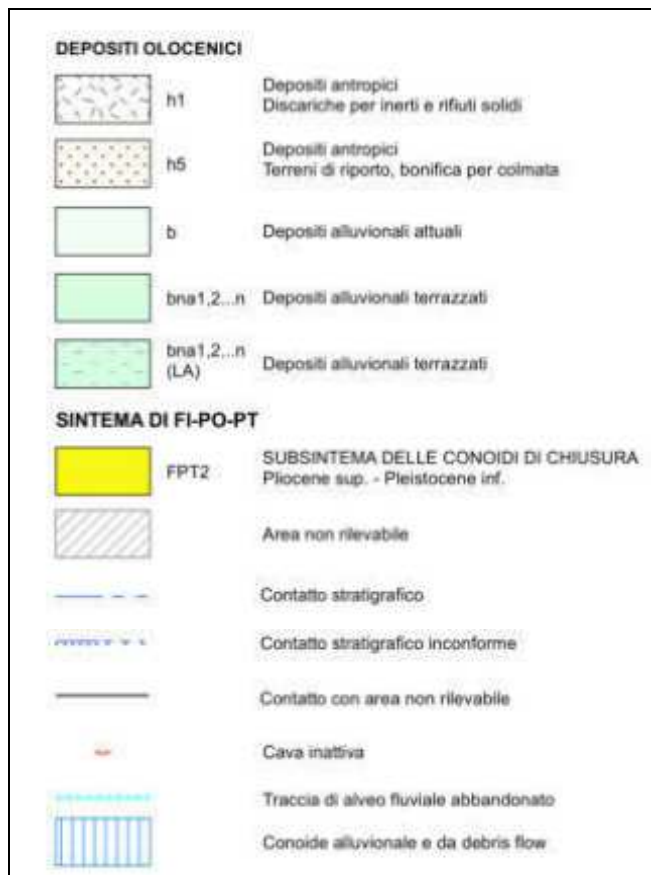 DEPOSITI OLOCENICI
h1
Depositi antropici
Discariche per inerti e rifiuti solidi
h5
Depositi antropici
Terreni di riporto, bonifica per colmata
b
Depositi alluvionali attuali
bna1,2...n
Depositi alluvionali terrazzati
bna1,2...n
(LA)
Depositi alluvionali terrazzati
SINTEMA DI FI-PO-PT
FPT2
SUBSINTEMA DELLE CONOIDI DI CHIUSURA
Pliocene sup. - Pleistocene inf.
Area non rilevabile
Contatto stratigrafico
Contatto stratigrafico inconforme
Contatto con area non rilevabile
Cava inattiva
Traccia di alveo fluviale abbandonato
Conoide alluvionale e da debris flow